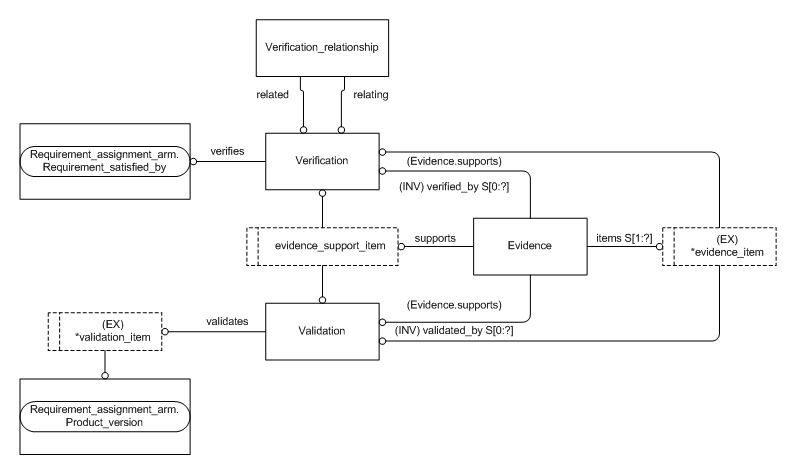 Verification_relationship
related
relating
Requirement_assignment_arm.
Requirement_satisfied_by
verifies
Verification
(Evidence.supports)
(INV) verified_by S[0:?]
evidence_support_item
supports
Evidence
items S[1:?]
(EX)
*evidence_item
(EX)
*validation_item
validates
Validation
(Evidence.supports)
(INV) validated_by S[0:?]
Requirement_assignment_arm.
Product_version